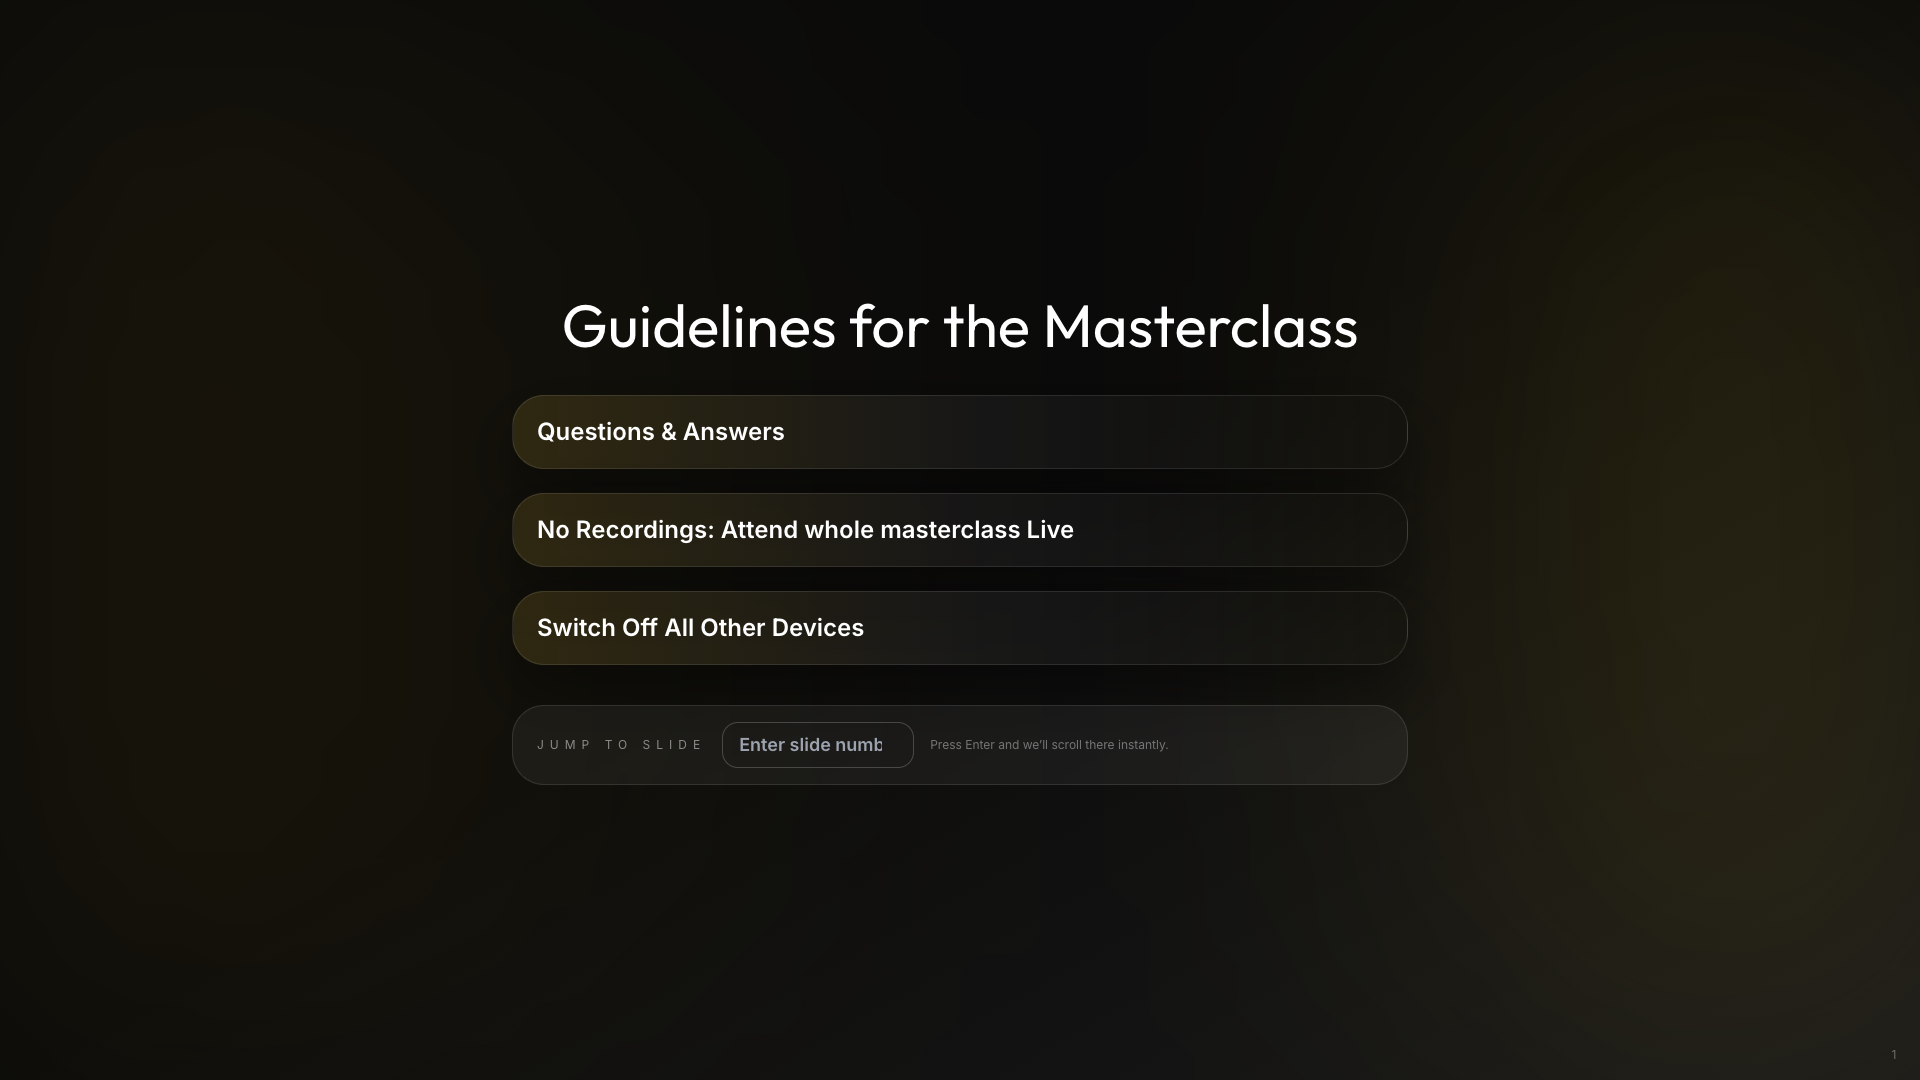 Guidelines for the Masterclass
Questions & Answers
No Recordings: Attend whole masterclass Live
Switch Off All Other Devices
JUMP TO SLIDE Enter slide numb Press Enter and we'll scroll there instantly.
1